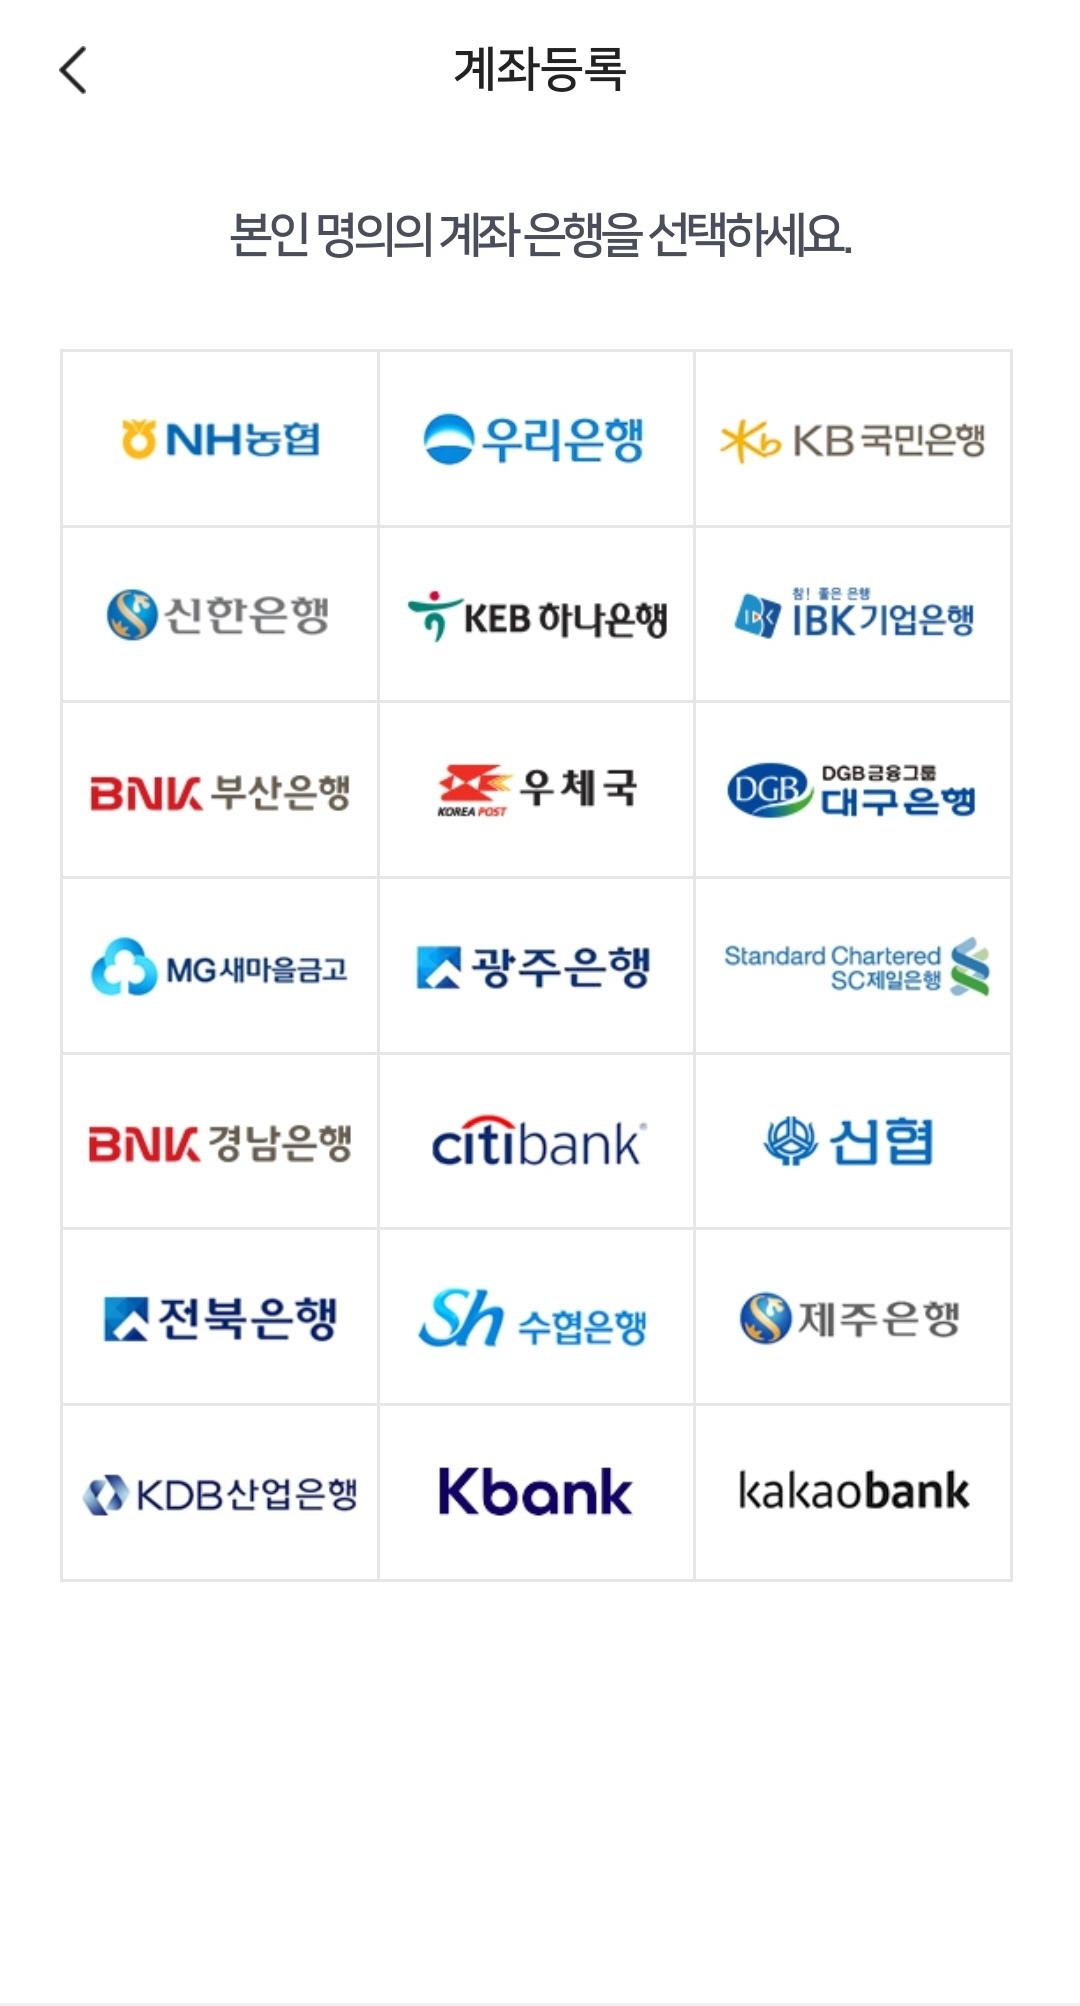 계좌등록
본인 명의의 계좌 은행을 선택하세요.
NH농협
우리은행
KB 국민은행
신한은행
KEB 하나은행
참! 좋은 은행
IBK기업은행
BNK 부산은행
KOREA POST
우체국
DGB
DGB금융그룹
대구은행
MG새마을금고
광주은행
Standard Chartered
SC제일은행
BNK 경남은행
citibank
신협
전북은행
Sh 수협은행
제주은행
KDB산업은행
Kbank
kakaobank